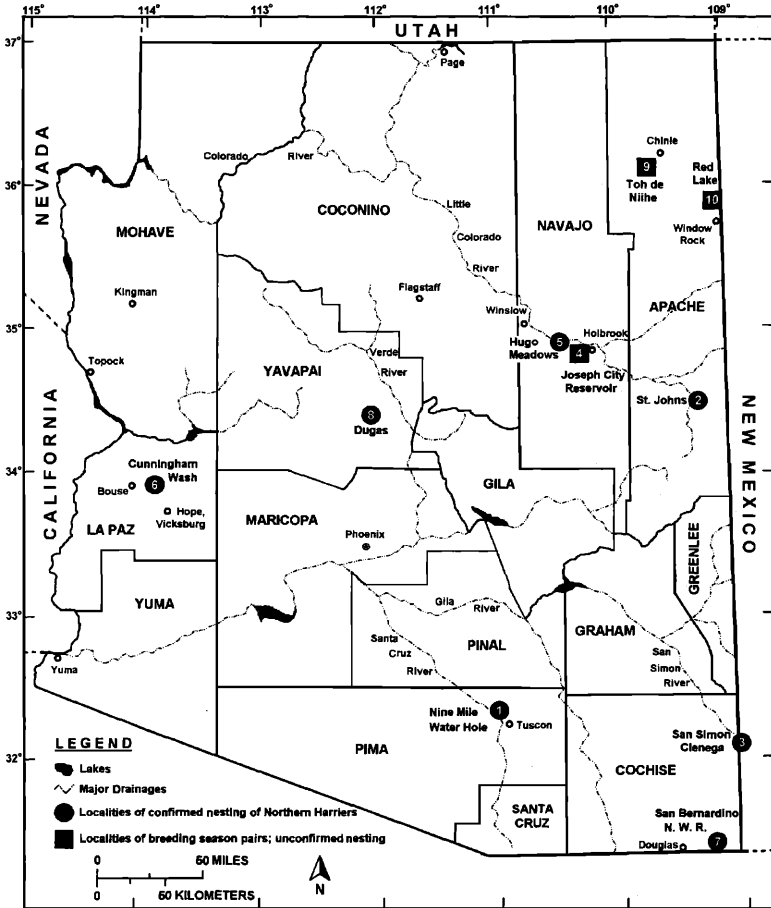 115°
114°
113°
112°
111°
110°
109°
UTAH
37°
Page
NEVADA
Chinle
9
Toh de
Niihe
Red
Lake
10
Window
Rock
Colorado River
36°
COCONINO
Little
Colorado
River
NAVAJO
MOHAVE
Kingman
Flagstaff
Winslow
APACHE
35°
Hugo
Meadows
5
Holbrook
4
Joseph City
Reservoir
Topock
YAVAPAI
Verde
River
St. Johns
2
8
Dugas
CALIFORNIA
NEW MEXICO
34°
Cunningham
Wash
6
Bouse
Hope,
Vicksburg
LA PAZ
MARICOPA
Phoenix
GILA
GREENLEE
33°
YUMA
Gila River
Santa
Cruz
River
PINAL
GRAHAM
San
Simon
River
Yuma
Nine Mile
Water Hole
1
Tuscon
32°
LEGEND
Lakes
Major Drainages
Localities of confirmed nesting of Northern Harriers
Localities of breeding season pairs; unconfirmed nesting
PIMA
San Simon
Cienega
3
COCHISE
SANTA
CRUZ
San Bernardino
N. W. R.
7
Douglas
0 50 MILES
0 50 KILOMETERS
N